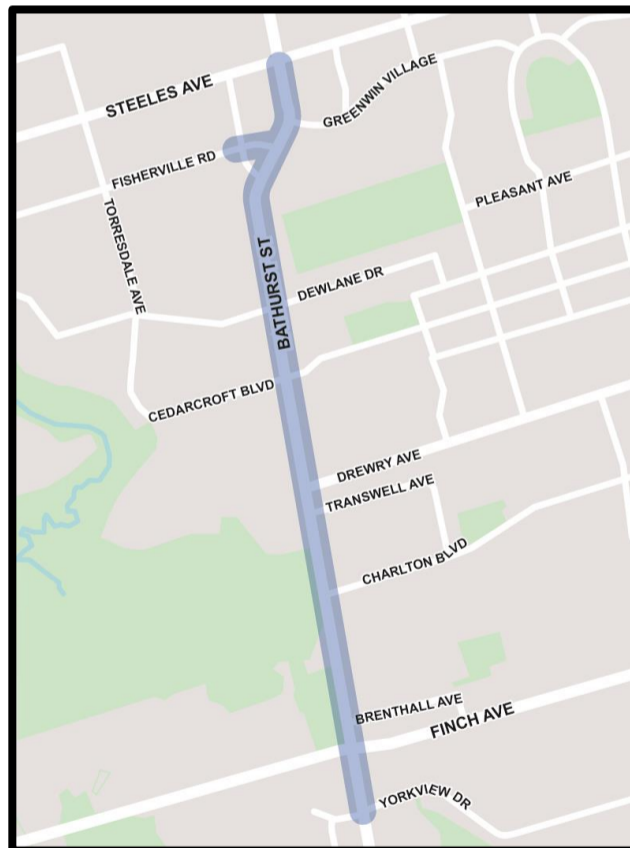 STEELES AVE
GREENWIN VILLAGE
FISHERVILLE RD
PLEASANT AVE
TORRESDALE AVE
BATHURST ST
DEWLANE DR
CEDARCROFT BLVD
DREWRY AVE
TRANSWELL AVE
CHARLTON BLVD
BRENTHALL AVE
FINCH AVE
YORKVIEW DR